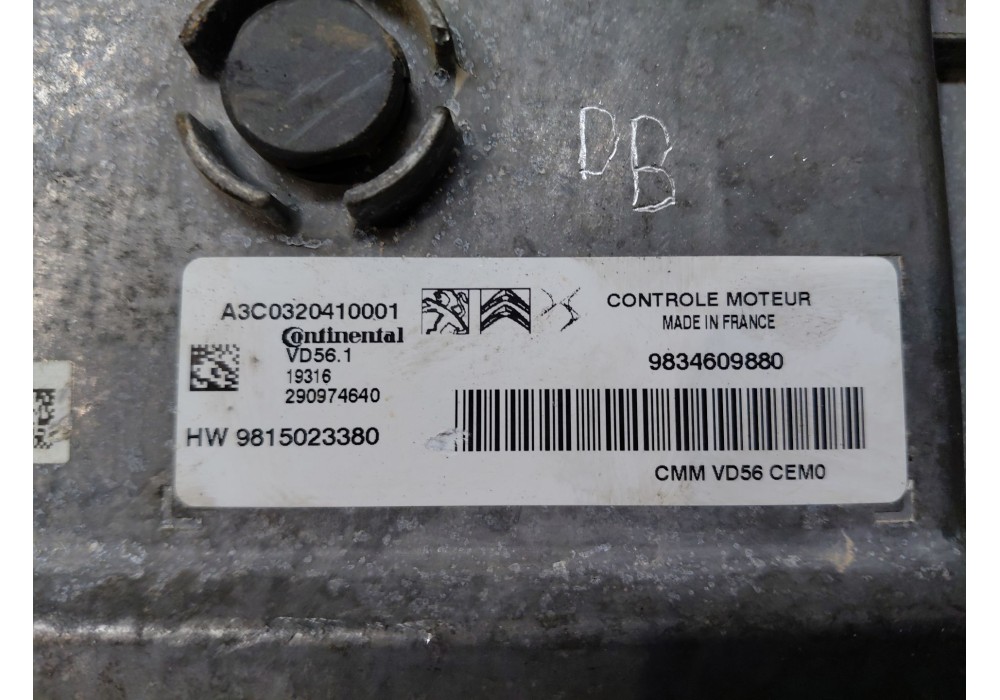 DB
A3C0320410001
Continental
VD56.1
19316
290974640
HW 9815023380
CONTROLE MOTEUR
MADE IN FRANCE
9834609880
CMM VD56 CEM0